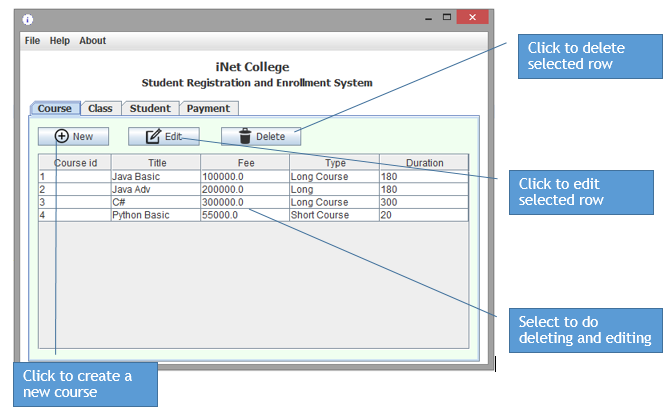 File Help About
iNet College
Student Registration and Enrollment System
Click to delete
selected row
Course Class Student Payment
New Edit Delete
Course id Title Fee Type Duration
1 Java Basic 100000.0 Long Course 180
2 Java Adv 200000.0 Long 180
3 C# 300000.0 Long Course 300
4 Python Basic 55000.0 Short Course 20
Click to edit
selected row
Select to do
deleting and editing
Click to create a
new course